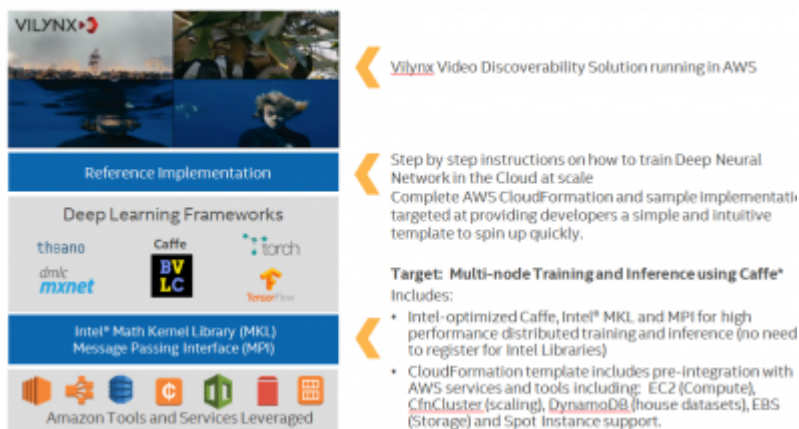 VILYNX
Vilynx Video Discoverability Solution running in AWS
Reference Implementation
Step by step instructions on how to train Deep Neural
Network in the Cloud at scale
Complete AWS CloudFormation and sample implementatio
targeted at providing developers a simple and intuitive
template to spin up quickly.
Deep Learning Frameworks
theano
Caffe
torch
dmlc
mxnet
BV
LC
TensorFlow
Target: Multi-node Training and Inference using Caffe*
Includes:
• Intel-optimized Caffe, Intel® MKL and MPI for high
performance distributed training and inference (no need
to register for Intel Libraries)
• CloudFormation template includes pre-integration with
AWS services and tools including: EC2 (Compute),
CfnCluster (scaling), DynamoDB (house datasets), EBS
(Storage) and Spot Instance support.
Intel® Math Kernel Library (MKL)
Message Passing Interface (MPI)
Amazon Tools and Services Leveraged